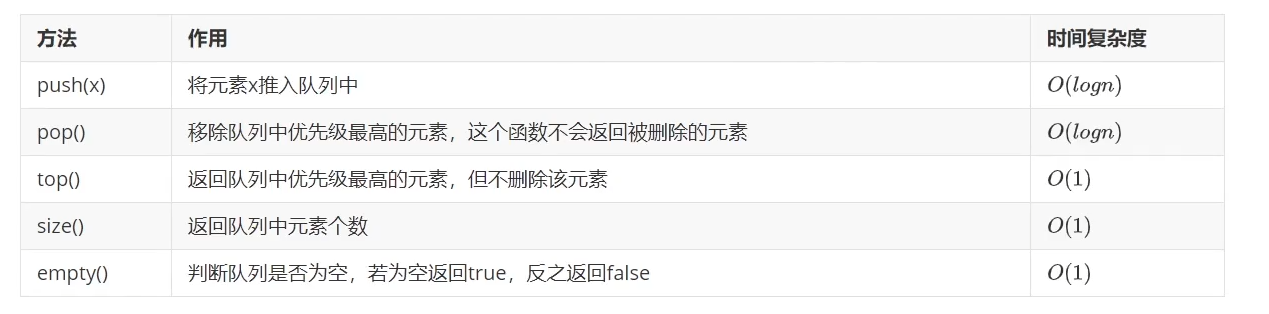 方法 作用 时间复杂度
push(x) 将元素x推入队列中 O(logn)
pop() 移除队列中优先级最高的元素，这个函数不会返回被删除的元素 O(logn)
top() 返回队列中优先级最高的元素，但不删除该元素 O(1)
size() 返回队列中元素个数 O(1)
empty() 判断队列是否为空，若为空返回true，反之返回false O(1)